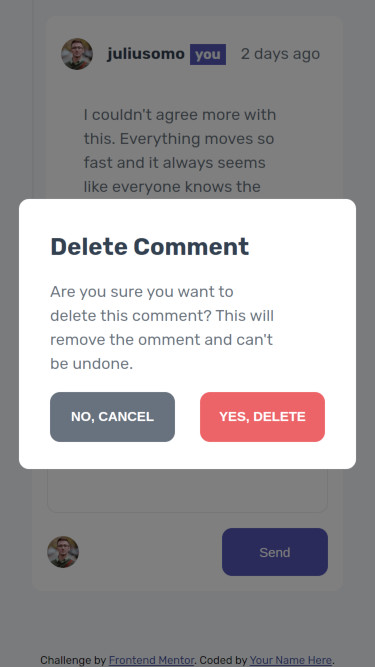 juliusomo you 2 days ago
I couldn't agree more with
this. Everything moves so
fast and it always seems
like everyone knows the
Delete Comment
Are you sure you want to
delete this comment? This will
remove the omment and can't
be undone.
NO, CANCEL YES, DELETE
Send
Challenge by Frontend Mentor. Coded by Your Name Here.